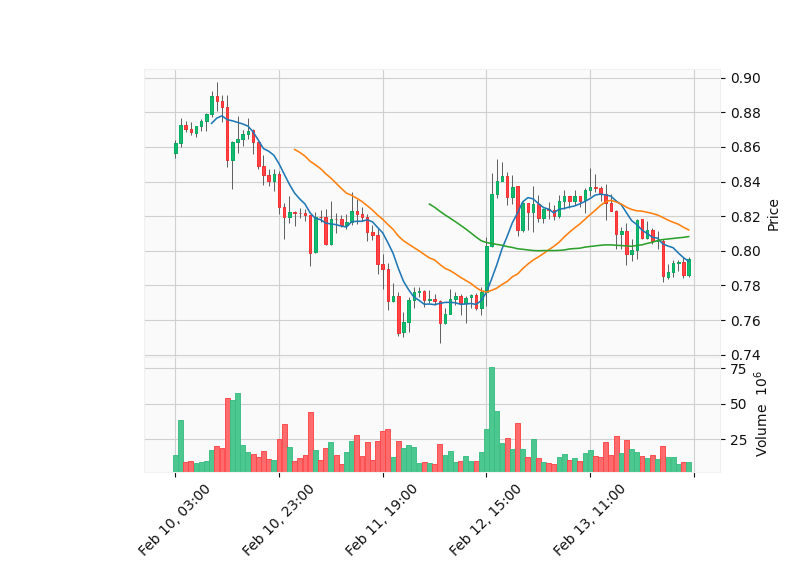 0.90
0.88
0.86
0.84
0.82
0.80
0.78
0.76
0.74
Price
75
50
25
Volume 10^6
Feb 10, 03:00
Feb 10, 23:00
Feb 11, 19:00
Feb 12, 15:00
Feb 13, 11:00